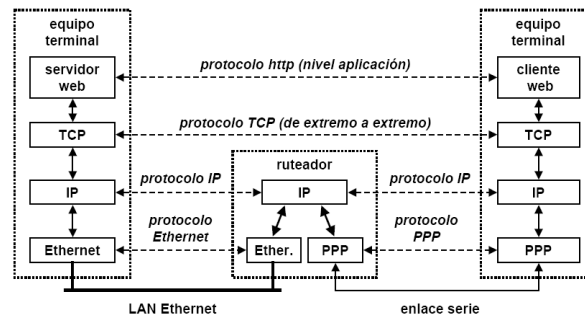 equipo
terminal
equipo
terminal
servidor
web
protocolo http (nivel aplicación)
cliente
web
TCP
protocolo TCP (de extremo a extremo)
TCP
ruteador
IP
protocolo IP
IP
protocolo IP
IP
protocolo
Ethernet
protocolo
PPP
Ethernet
Ether.
PPP
PPP
LAN Ethernet
enlace serie